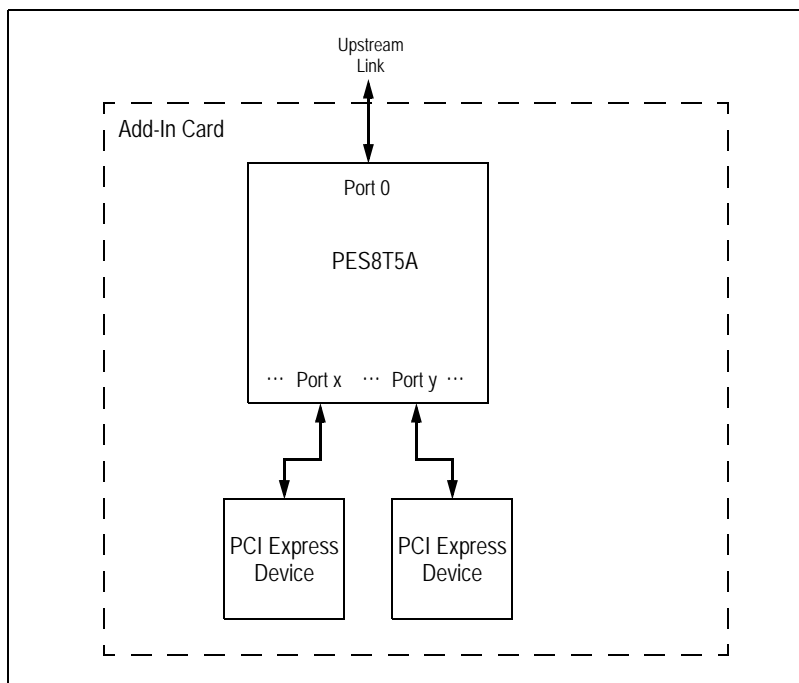 Upstream
Link
Add-In Card
Port 0
PES8T5A
··· Port x ··· Port y ···
PCI Express
Device
PCI Express
Device